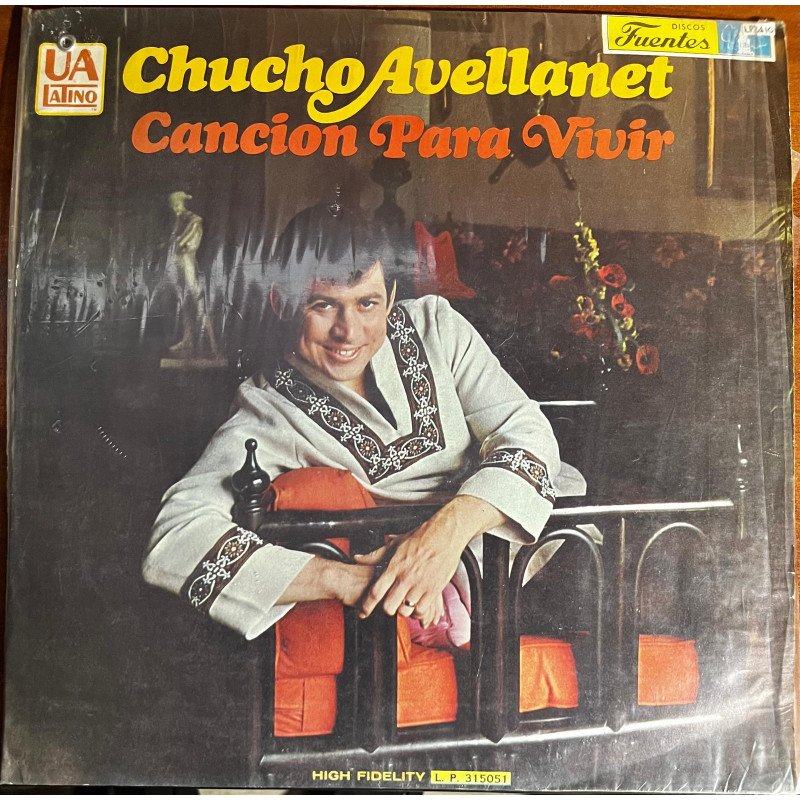 UA
LATINO
DISCOS
Fuentes
Chucho Avellanet
Cancion Para Vivir
HIGH FIDELITY L. P. 315051